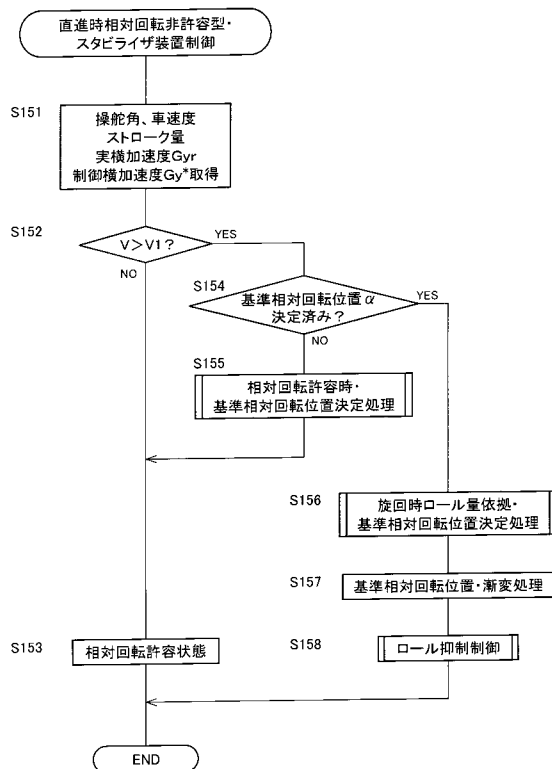 直進時相対回転非許容型・
スタビライザ装置制御
S151
操舵角、車速度
ストローク量
実横加速度Gyr
制御横加速度Gy*取得
S152
V>V1?
YES
NO
S154
基準相対回転位置α
決定済み?
YES
NO
S155
相対回転許容時・
基準相対回転位置決定処理
S156
旋回時ロール量依拠・
基準相対回転位置決定処理
S157
基準相対回転位置・漸変処理
S153
相対回転許容状態
S158
ロール抑制制御
END